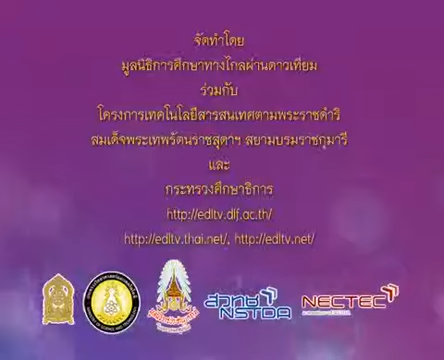 จัดทำโดย
มูลนิธิการศึกษาทางไกลผ่านดาวเทียม
ร่วมกับ
โครงการเทคโนโลยีสารสนเทศตามพระราชดำริ
สมเด็จพระเทพรัตนราชสุดาฯ สยามบรมราชกุมารี
และ
กระทรวงศึกษาธิการ
http://edltv.dlf.ac.th/
http://edltv.thai.net/, http://edltv.net/
สวทช
NSTDA
NECTEC